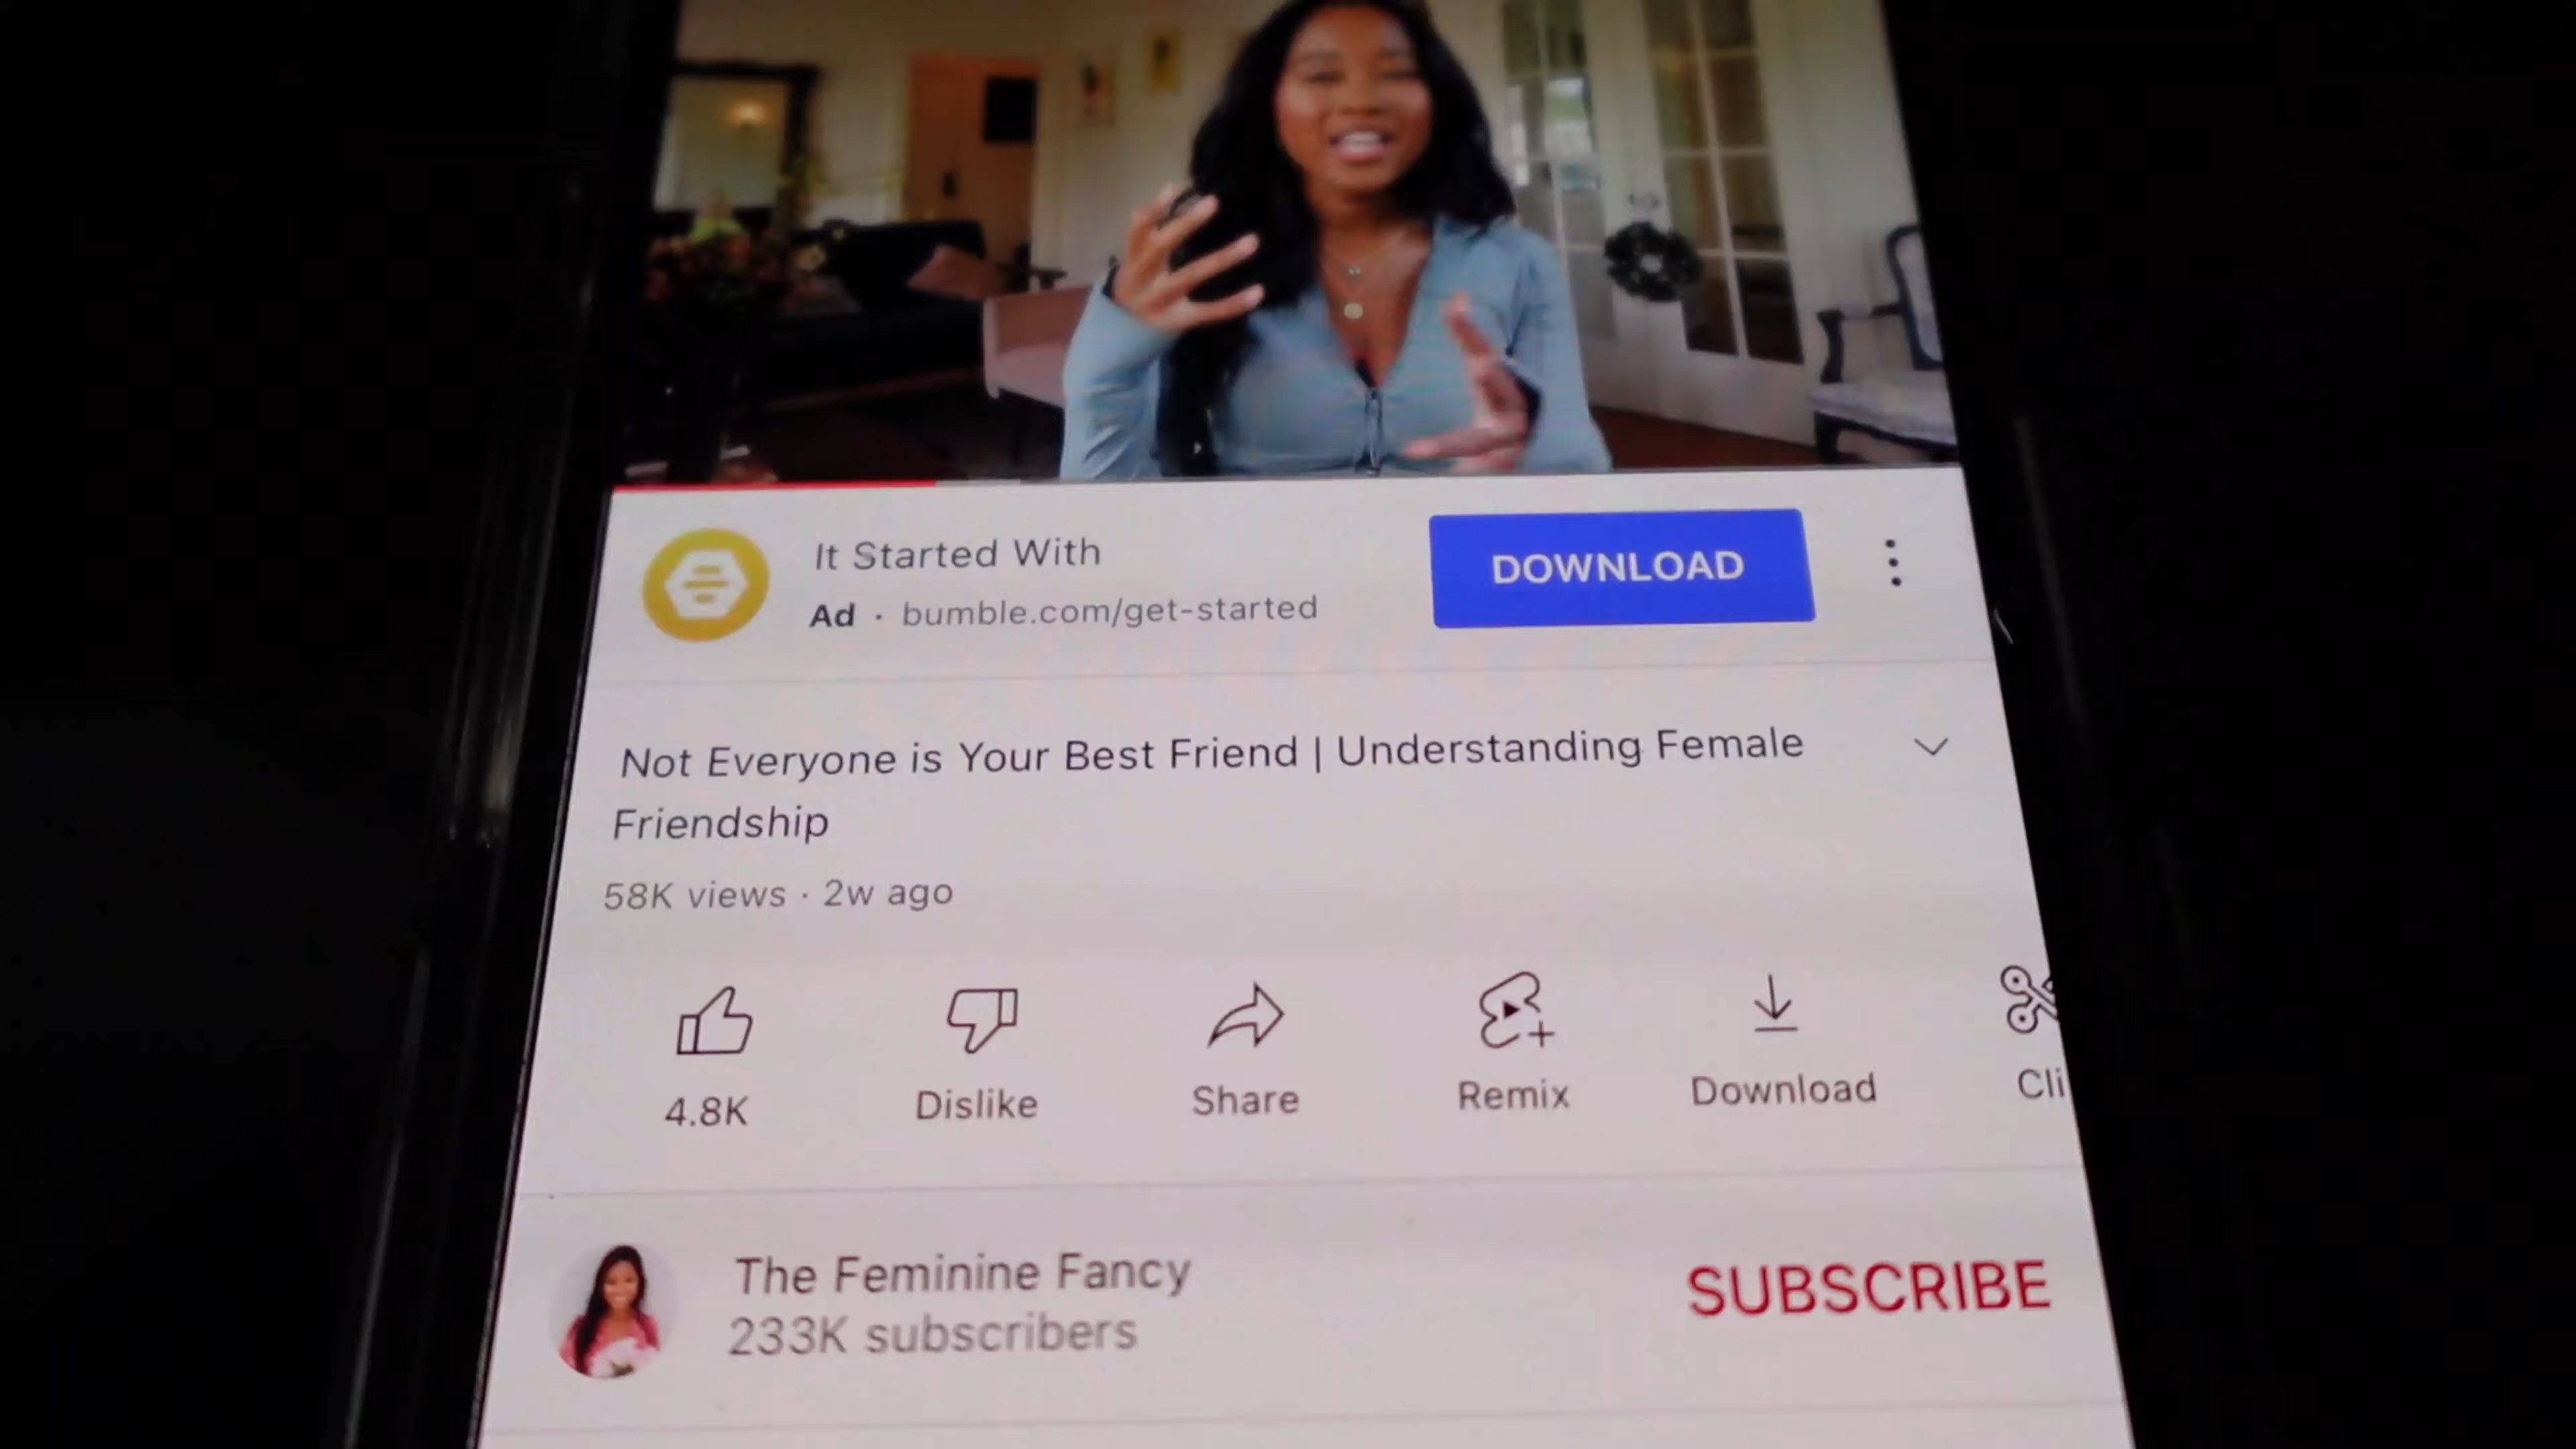 It Started With
DOWNLOAD
Ad · bumble.com/get-started
Not Everyone is Your Best Friend | Understanding Female
Friendship
58K views · 2w ago
4.8K
Dislike
Share
Remix
Download
Cli
The Feminine Fancy
233K subscribers
SUBSCRIBE